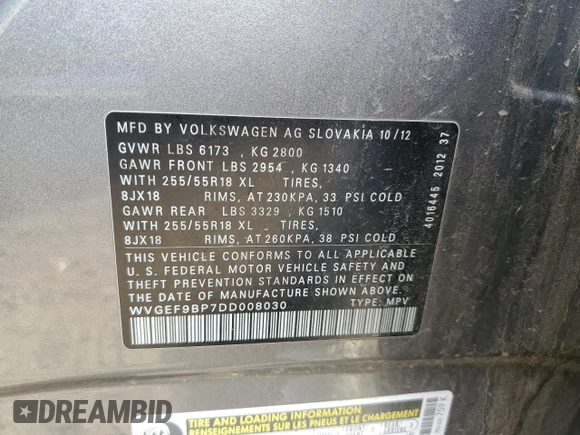 MFD BY VOLKSWAGEN AG SLOVAKIA 10/12
GVWR LBS 6173 , KG 2800
GAWR FRONT LBS 2954 , KG 1340
WITH 255/55R18 XL TIRES,
8JX18 RIMS, AT 230KPA, 33 PSI COLD
GAWR REAR LBS 3329 , KG 1510
WITH 255/55R18 XL TIRES,
8JX18 RIMS, AT 260KPA, 38 PSI COLD
THIS VEHICLE CONFORMS TO ALL APPLICABLE
U. S. FEDERAL MOTOR VEHICLE SAFETY AND
THEFT PREVENTION STANDARDS IN EFFECT ON
THE DATE OF MANUFACTURE SHOWN ABOVE.
WVGEF9BP7DD008030 TYPE: MPV
4016445 2012 37
TIRE AND LOADING INFORMATION
DREAMBID